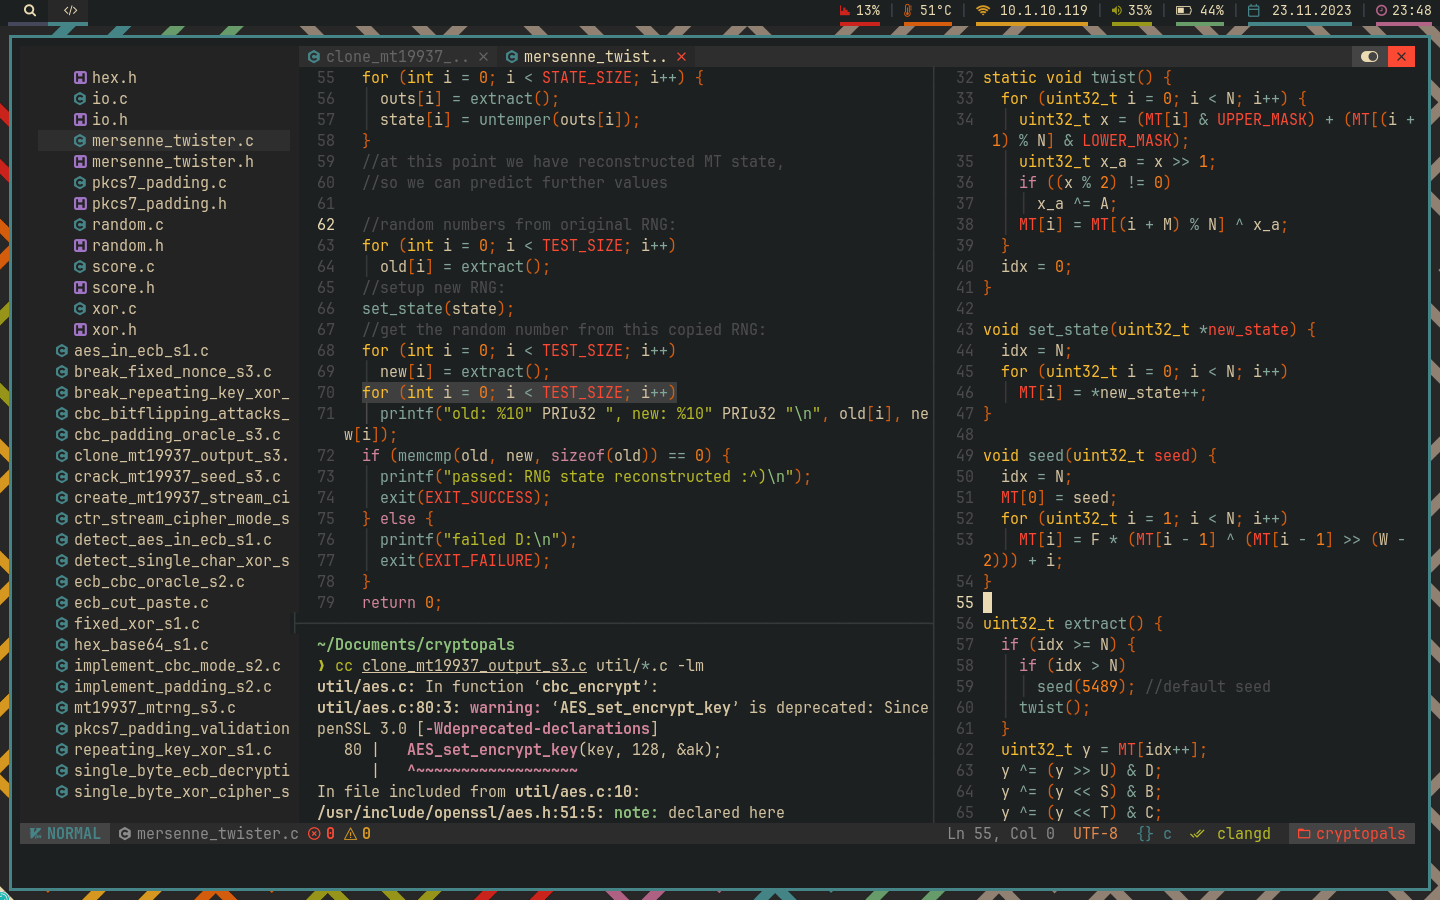 </> 13% | 51°C | 10.1.10.119 | 35% | 44% | 23.11.2023 | 23:48
clone_mt19937_.. × mersenne_twist.. ×
hex.h
io.c
io.h
mersenne_twister.c
mersenne_twister.h
pkcs7_padding.c
pkcs7_padding.h
random.c
random.h
score.c
score.h
xor.c
xor.h
aes_in_ecb_s1.c
break_fixed_nonce_s3.c
break_repeating_key_xor_
cbc_bitflipping_attacks_
cbc_padding_oracle_s3.c
clone_mt19937_output_s3.
crack_mt19937_seed_s3.c
create_mt19937_stream_ci
ctr_stream_cipher_mode_s
detect_aes_in_ecb_s1.c
detect_single_char_xor_s
ecb_cbc_oracle_s2.c
ecb_cut_paste.c
fixed_xor_s1.c
hex_base64_s1.c
implement_cbc_mode_s2.c
implement_padding_s2.c
mt19937_mtrng_s3.c
pkcs7_padding_validation
repeating_key_xor_s1.c
single_byte_ecb_decrypti
single_byte_xor_cipher_s
55 for (int i = 0; i < STATE_SIZE; i++) {
56 outs[i] = extract();
57 state[i] = untemper(outs[i]);
58 }
59 //at this point we have reconstructed MT state,
60 //so we can predict further values
61
62 //random numbers from original RNG:
63 for (int i = 0; i < TEST_SIZE; i++)
64 old[i] = extract();
65 //setup new RNG:
66 set_state(state);
67 //get the random number from this copied RNG:
68 for (int i = 0; i < TEST_SIZE; i++)
69 new[i] = extract();
70 for (int i = 0; i < TEST_SIZE; i++)
71 printf("old: %10" PRIu32 ", new: %10" PRIu32 "\n", old[i], ne
w[i]);
72 if (memcmp(old, new, sizeof(old)) == 0) {
73 printf("passed: RNG state reconstructed :^)\n");
74 exit(EXIT_SUCCESS);
75 } else {
76 printf("failed D:\n");
77 exit(EXIT_FAILURE);
78 }
79 return 0;
~/Documents/cryptopals
❱ cc clone_mt19937_output_s3.c util/*.c -lm
util/aes.c: In function ‘cbc_encrypt’:
util/aes.c:80:3: warning: ‘AES_set_encrypt_key’ is deprecated: Since
penSSL 3.0 [-Wdeprecated-declarations]
80 | AES_set_encrypt_key(key, 128, &ak);
| ^~~~~~~~~~~~~~~~~~~
In file included from util/aes.c:10:
/usr/include/openssl/aes.h:51:5: note: declared here
32 static void twist() {
33 for (uint32_t i = 0; i < N; i++) {
34 uint32_t x = (MT[i] & UPPER_MASK) + (MT[(i +
1) % N] & LOWER_MASK);
35 uint32_t x_a = x >> 1;
36 if ((x % 2) != 0)
37 x_a ^= A;
38 MT[i] = MT[(i + M) % N] ^ x_a;
39 }
40 idx = 0;
41 }
42
43 void set_state(uint32_t *new_state) {
44 idx = N;
45 for (uint32_t i = 0; i < N; i++)
46 MT[i] = *new_state++;
47 }
48
49 void seed(uint32_t seed) {
50 idx = N;
51 MT[0] = seed;
52 for (uint32_t i = 1; i < N; i++)
53 MT[i] = F * (MT[i - 1] ^ (MT[i - 1] >> (W -
2))) + i;
54 }
55
56 uint32_t extract() {
57 if (idx >= N) {
58 if (idx > N)
59 seed(5489); //default seed
60 twist();
61 }
62 uint32_t y = MT[idx++];
63 y ^= (y >> U) & D;
64 y ^= (y << S) & B;
65 y ^= (y << T) & C;
NORMAL mersenne_twister.c 0 0 Ln 55, Col 0 UTF-8 {} c clangd cryptopals